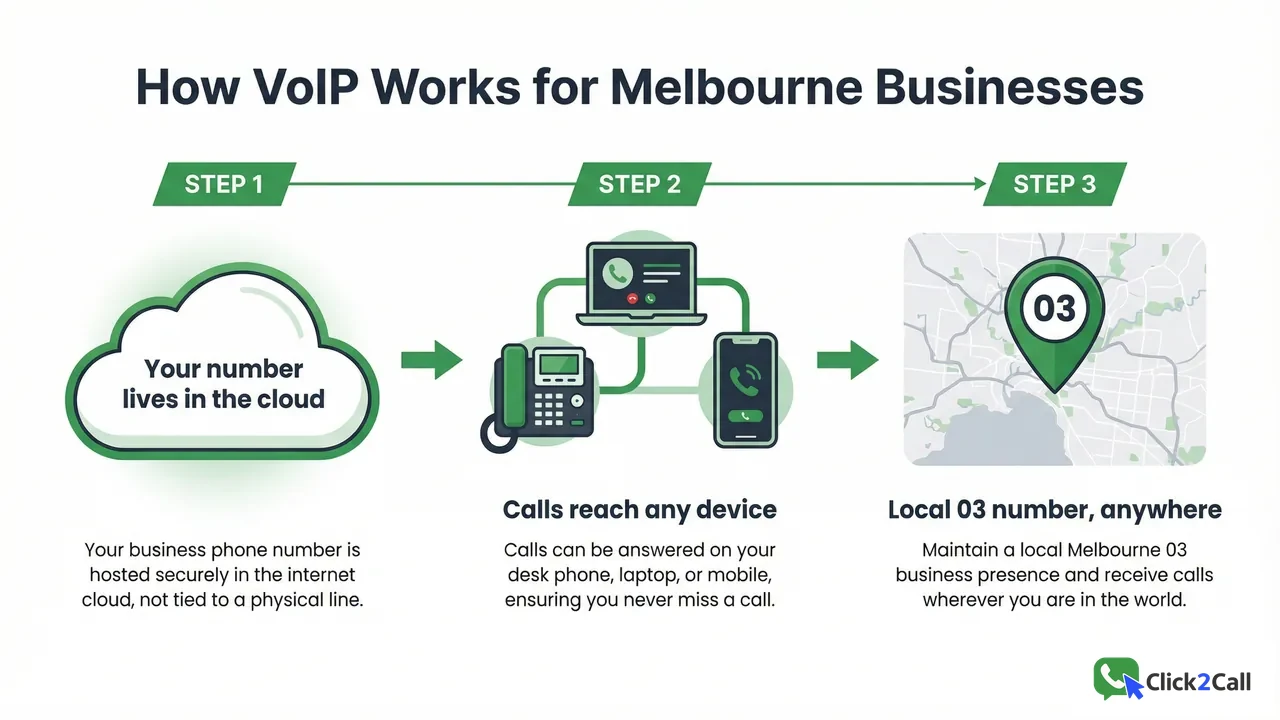 How VoIP Works for Melbourne Businesses
STEP 1
STEP 2
STEP 3
Your number
lives in the cloud
03
Calls reach any device
Local 03 number, anywhere
Your business phone number is
hosted securely in the internet
cloud, not tied to a physical line.
Calls can be answered on your
desk phone, laptop, or mobile,
ensuring you never miss a call.
Maintain a local Melbourne 03
business presence and receive calls
wherever you are in the world.
Click2Call